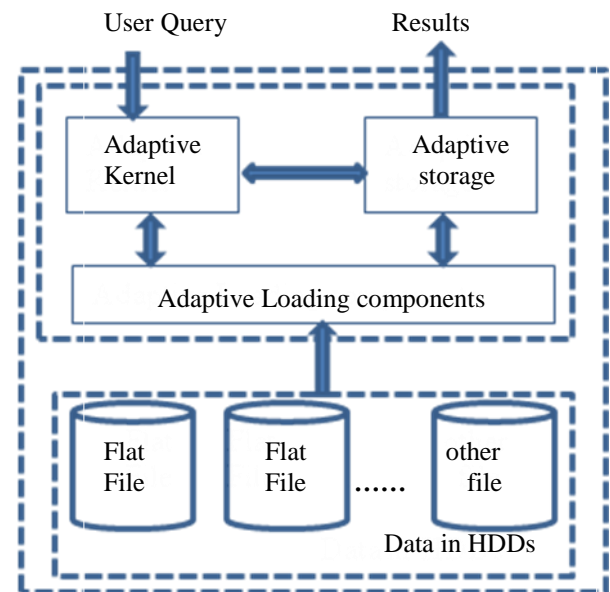 User Query
Results
Adaptive
Kernel
Adaptive
storage
Adaptive Loading components
Flat
File
Flat
File
......
other
file
Data in HDDs